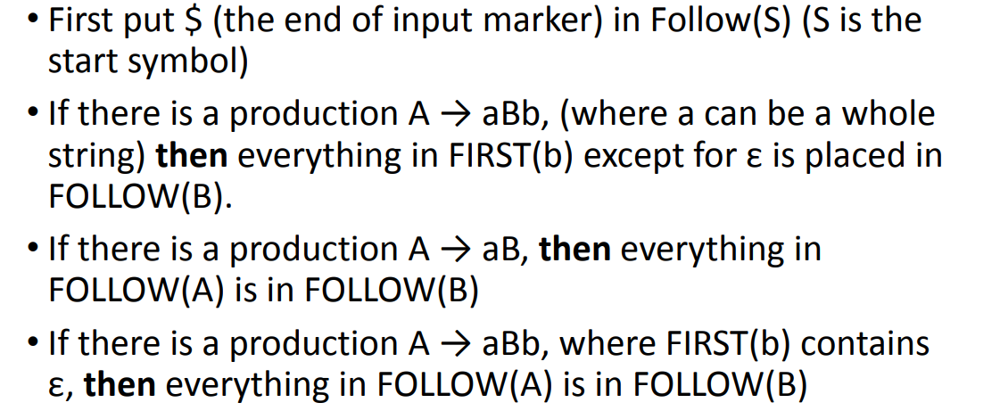 • First put $ (the end of input marker) in Follow(S) (S is the
start symbol)
• If there is a production A → aBb, (where a can be a whole
string) then everything in FIRST(b) except for ε is placed in
FOLLOW(B).
• If there is a production A → aB, then everything in
FOLLOW(A) is in FOLLOW(B)
• If there is a production A → aBb, where FIRST(b) contains
ε, then everything in FOLLOW(A) is in FOLLOW(B)